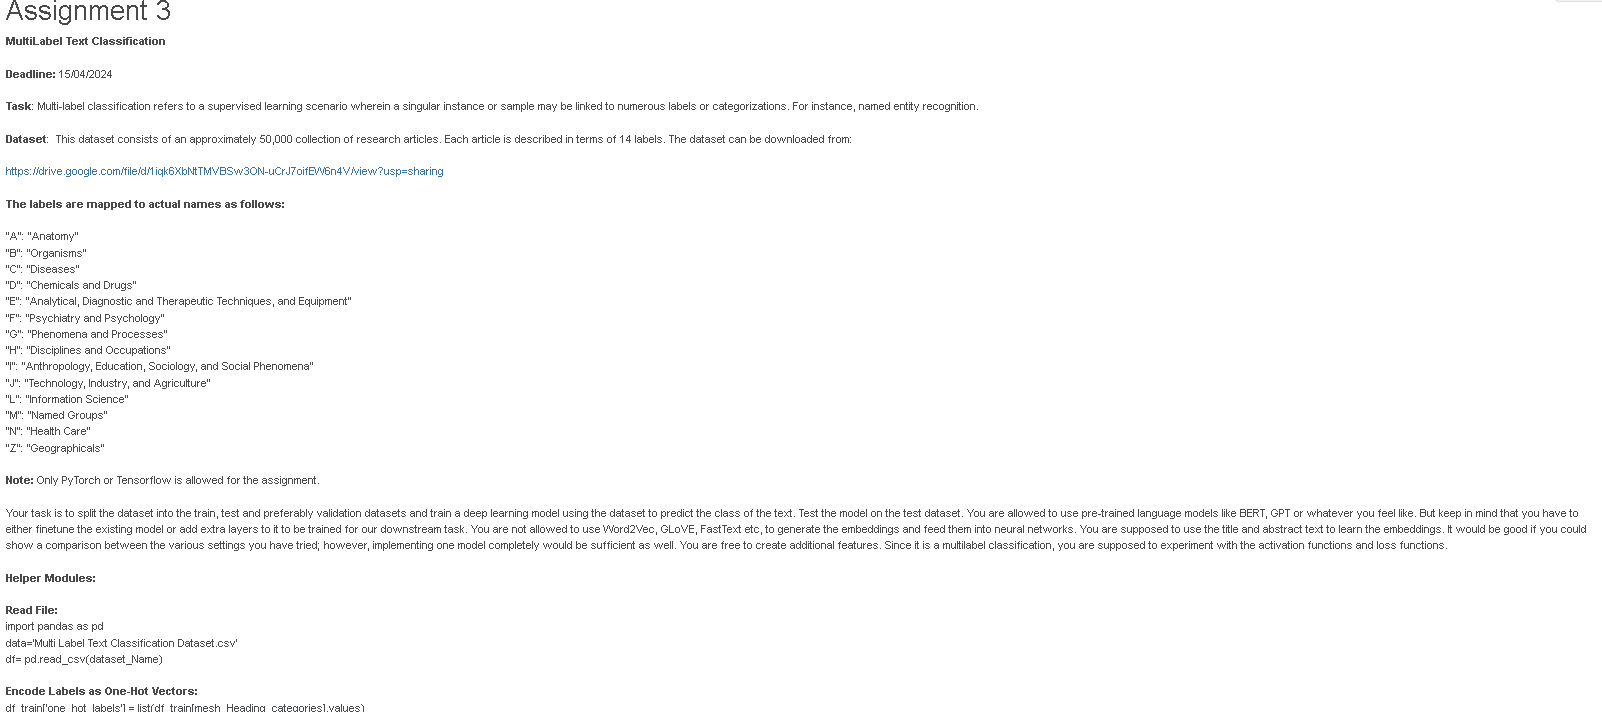 Assignment 3
MultiLabel Text Classification
Deadline: 15/04/2024
Task: Multi-label classification refers to a supervised learning scenario wherein a singular instance or sample may be linked to numerous labels or categorizations. For instance, named entity recognition.
Dataset:  This dataset consists of an approximately 50,000 collection of research articles. Each article is described in terms of 14 labels. The dataset can be downloaded from:
https://drive.google.com/file/d/1iqk6XbNtTMVBSw3ON-uCrJ7oifEW6n4V/view?usp=sharing
The labels are mapped to actual names as follows:
"A": "Anatomy"
"B": "Organisms"
"C": "Diseases"
"D": "Chemicals and Drugs"
"E": "Analytical, Diagnostic and Therapeutic Techniques, and Equipment"
"F": "Psychiatry and Psychology"
"G": "Phenomena and Processes"
"H": "Disciplines and Occupations"
"I": "Anthropology, Education, Sociology, and Social Phenomena"
"J": "Technology, Industry, and Agriculture"
"L": "Information Science"
"M": "Named Groups"
"N": "Health Care"
"Z": "Geographicals"
Note: Only PyTorch or Tensorflow is allowed for the assignment.
Your task is to split the dataset into the train, test and preferably validation datasets and train a deep learning model using the dataset to predict the class of the text. Test the model on the test dataset. You are allowed to use pre-trained language models like BERT, GPT or whatever you feel like. But keep in mind that you have to
either finetune the existing model or add extra layers to it to be trained for our downstream task. You are not allowed to use Word2Vec, GLoVE, FastText etc, to generate the embeddings and feed them into neural networks. You are supposed to use the title and abstract text to learn the embeddings. It would be good if you could
show a comparison between the various settings you have tried; however, implementing one model completely would be sufficient as well. You are free to create additional features. Since it is a multilabel classification, you are supposed to experiment with the activation functions and loss functions.
Helper Modules:
Read File:
import pandas as pd
data='Multi Label Text Classification Dataset.csv'
df= pd.read_csv(dataset_Name)
Encode Labels as One-Hot Vectors:
df_train['one_hot_labels'] = list(df_train[mesh_Heading_categories].values)